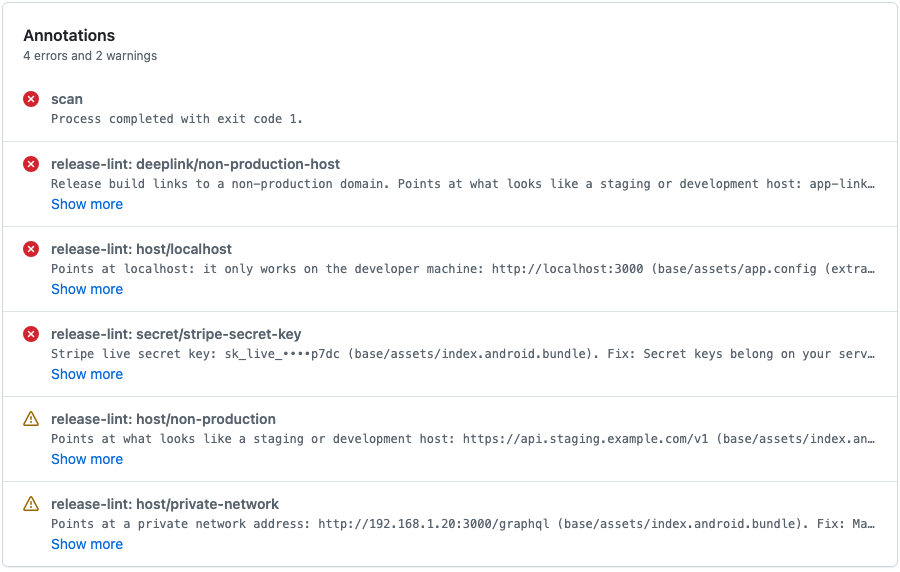 Annotations
4 errors and 2 warnings
scan
Process completed with exit code 1.
release-lint: deeplink/non-production-host
Release build links to a non-production domain. Points at what looks like a staging or development host: app-link…
Show more
release-lint: host/localhost
Points at localhost: it only works on the developer machine: http://localhost:3000 (base/assets/app.config (extra…
Show more
release-lint: secret/stripe-secret-key
Stripe live secret key: sk_live_••••p7dc (base/assets/index.android.bundle). Fix: Secret keys belong on your serv…
Show more
release-lint: host/non-production
Points at what looks like a staging or development host: https://api.staging.example.com/v1 (base/assets/index.an…
Show more
release-lint: host/private-network
Points at a private network address: http://192.168.1.20:3000/graphql (base/assets/index.android.bundle). Fix: Ma…
Show more